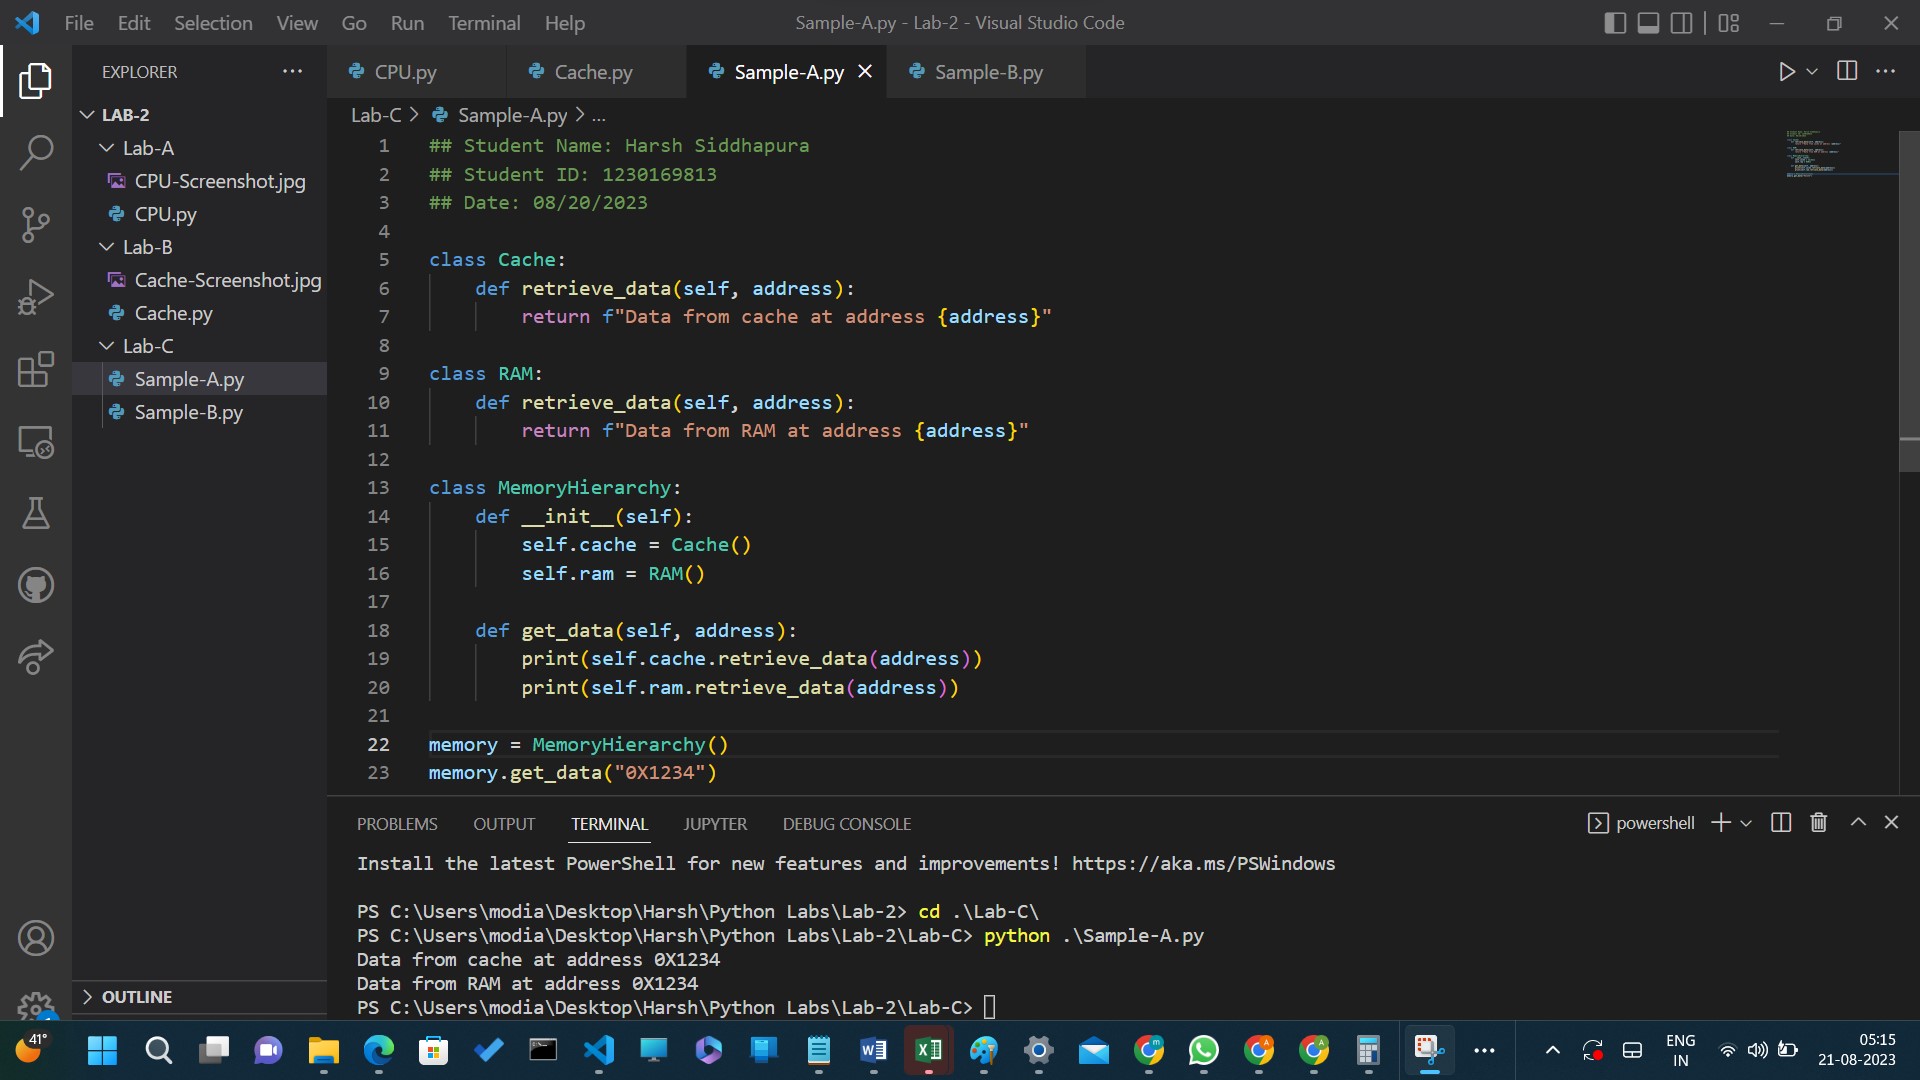 File Edit Selection View Go Run Terminal Help
Sample-A.py - Lab-2 - Visual Studio Code
EXPLORER
CPU.py
Cache.py
Sample-A.py
Sample-B.py
LAB-2
Lab-A
CPU-Screenshot.jpg
CPU.py
Lab-B
Cache-Screenshot.jpg
Cache.py
Lab-C
Sample-A.py
Sample-B.py
OUTLINE
Lab-C > Sample-A.py > ...
1 ## Student Name: Harsh Siddhapura
2 ## Student ID: 1230169813
3 ## Date: 08/20/2023
4
5 class Cache:
6     def retrieve_data(self, address):
7         return f"Data from cache at address {address}"
8
9 class RAM:
10     def retrieve_data(self, address):
11         return f"Data from RAM at address {address}"
12
13 class MemoryHierarchy:
14     def __init__(self):
15         self.cache = Cache()
16         self.ram = RAM()
17
18     def get_data(self, address):
19         print(self.cache.retrieve_data(address))
20         print(self.ram.retrieve_data(address))
21
22 memory = MemoryHierarchy()
23 memory.get_data("0X1234")
PROBLEMS OUTPUT TERMINAL JUPYTER DEBUG CONSOLE
powershell
Install the latest PowerShell for new features and improvements! https://aka.ms/PSWindows
PS C:\Users\modia\Desktop\Harsh\Python Labs\Lab-2> cd .\Lab-C\
PS C:\Users\modia\Desktop\Harsh\Python Labs\Lab-2\Lab-C> python .\Sample-A.py
Data from cache at address 0X1234
Data from RAM at address 0X1234
PS C:\Users\modia\Desktop\Harsh\Python Labs\Lab-2\Lab-C>
41°
ENG
IN
05:15
21-08-2023